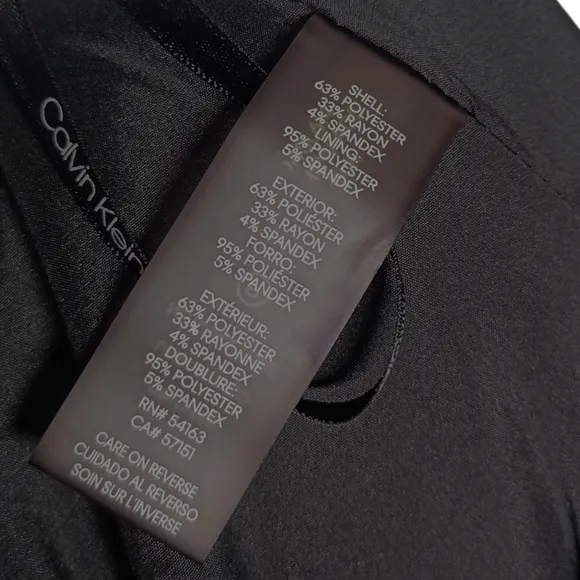 Calvin Klein
SHELL:
63% POLYESTER
33% RAYON
4% SPANDEX
LINING:
95% POLYESTER
5% SPANDEX
EXTERIOR:
63% POLIÉSTER
33% RAYON
4% SPANDEX
FORRO:
95% POLIÉSTER
5% SPANDEX
EXTÉRIEUR:
63% POLYESTER
33% RAYONNE
4% SPANDEX
DOUBLURE:
95% POLYESTER
5% SPANDEX
RN# 54163
CA# 57151
CARE ON REVERSE
CUIDADO AL REVERSO
SOIN SUR L'INVERSE